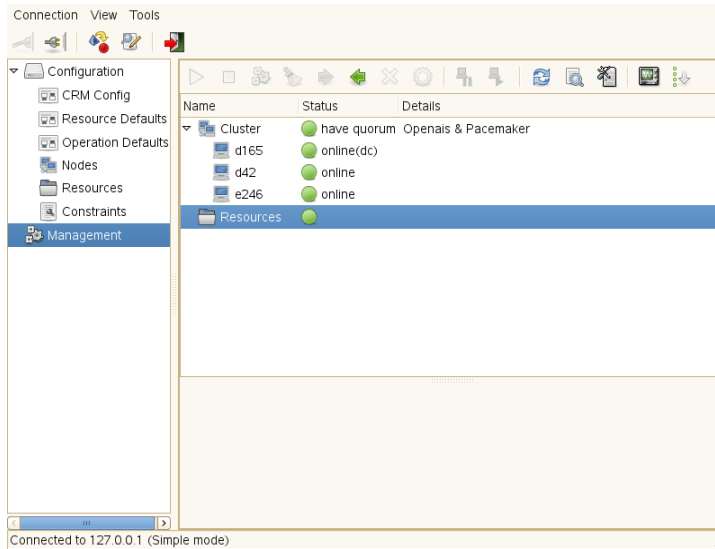 Connection View Tools
Configuration
CRM Config
Resource Defaults
Operation Defaults
Nodes
Resources
Constraints
Management
Name Status Details
Cluster have quorum Openais & Pacemaker
d165 online(dc)
d42 online
e246 online
Resources
Connected to 127.0.0.1 (Simple mode)